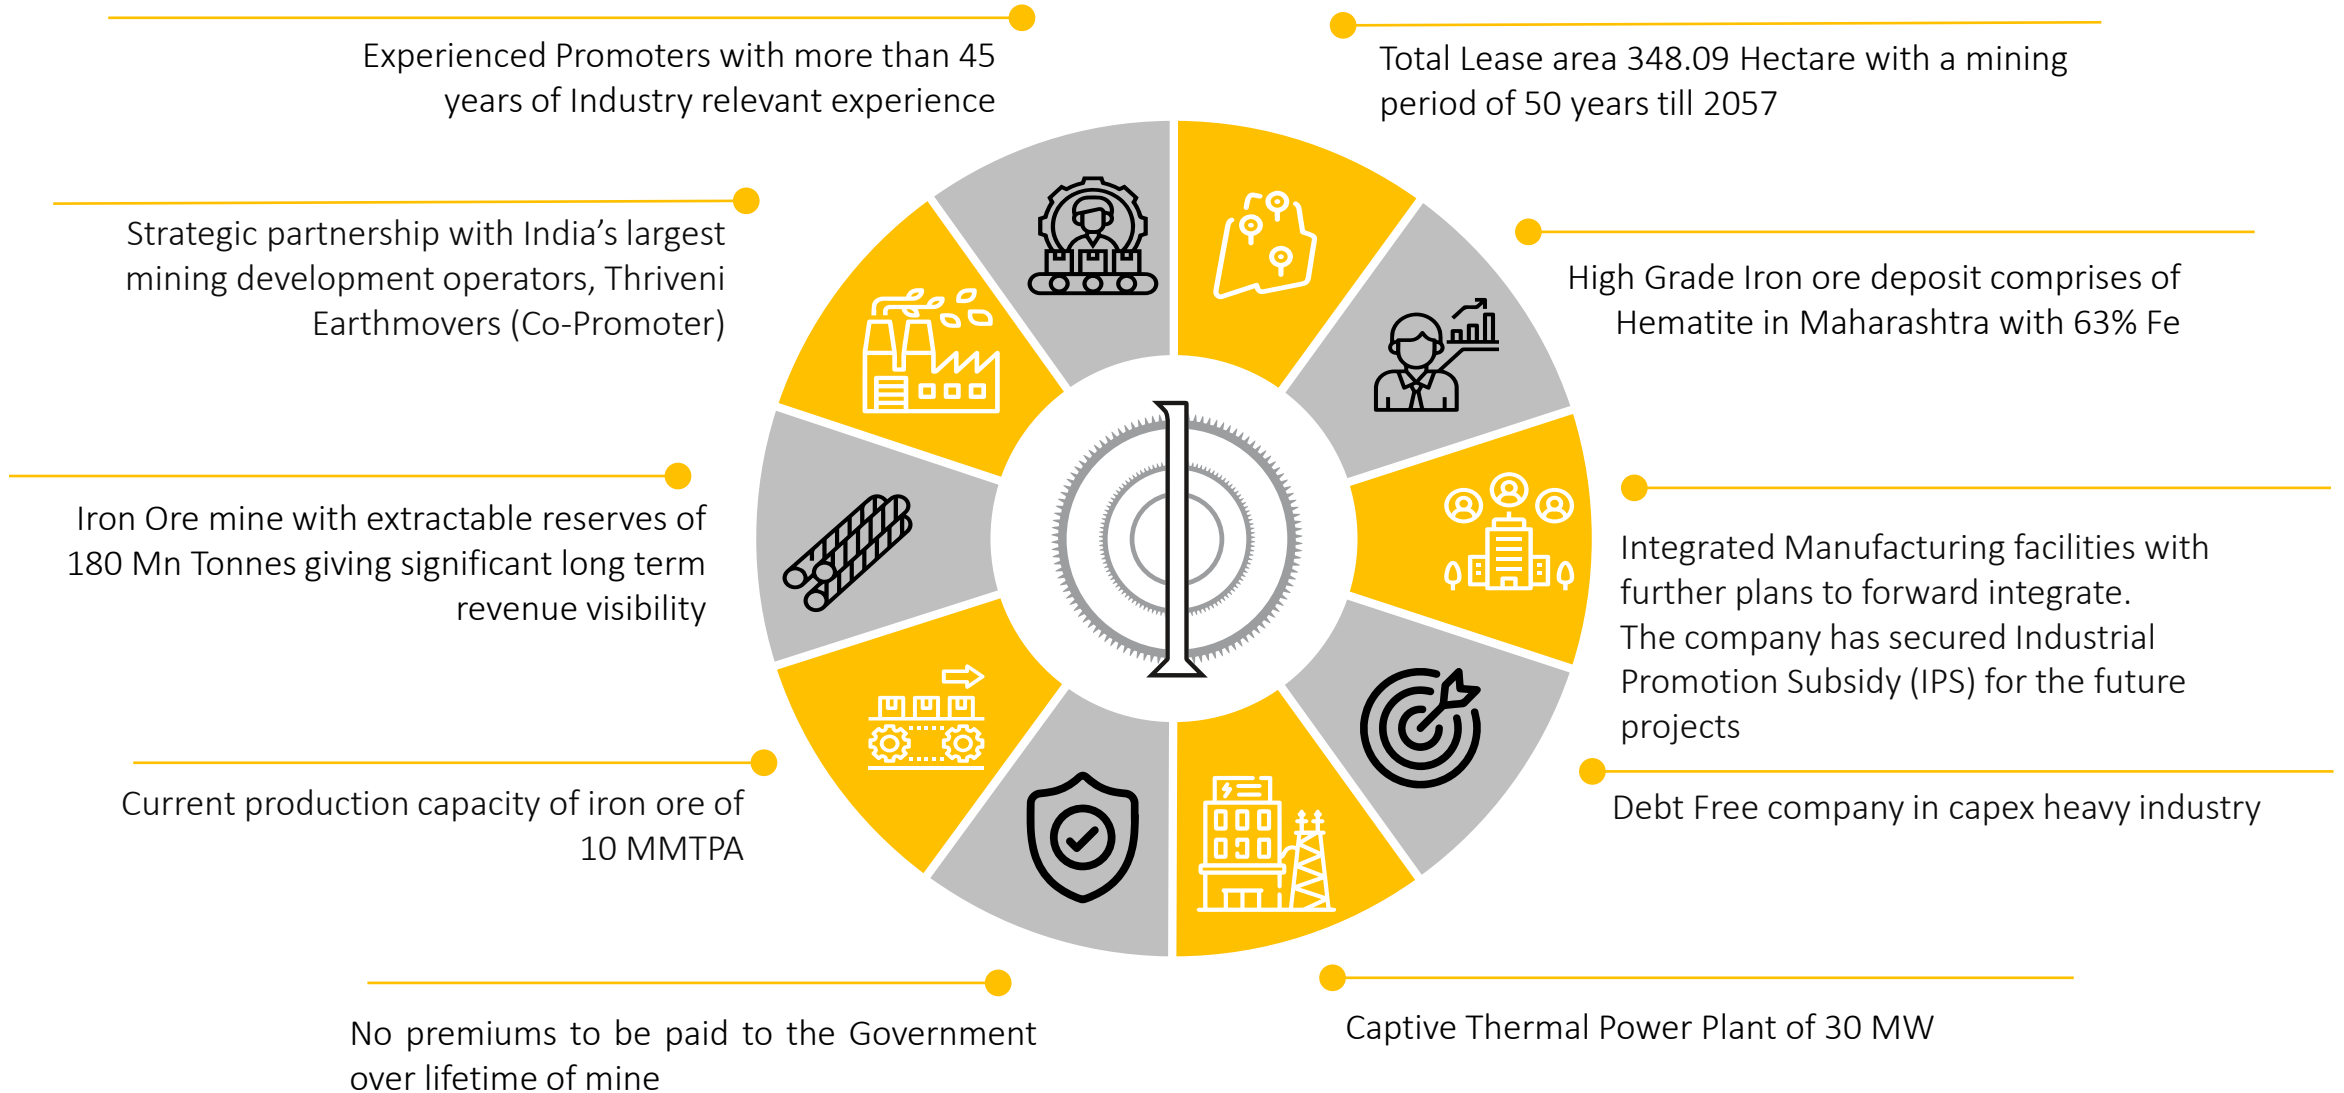 Experienced Promoters with more than 45
years of Industry relevant experience
Total Lease area 348.09 Hectare with a mining
period of 50 years till 2057
Strategic partnership with India’s largest
mining development operators, Thriveni
Earthmovers (Co-Promoter)
High Grade Iron ore deposit comprises of
Hematite in Maharashtra with 63% Fe
Iron Ore mine with extractable reserves of
180 Mn Tonnes giving significant long term
revenue visibility
Integrated Manufacturing facilities with
further plans to forward integrate.
The company has secured Industrial
Promotion Subsidy (IPS) for the future
projects
Current production capacity of iron ore of
10 MMTPA
Debt Free company in capex heavy industry
No premiums to be paid to the Government
over lifetime of mine
Captive Thermal Power Plant of 30 MW